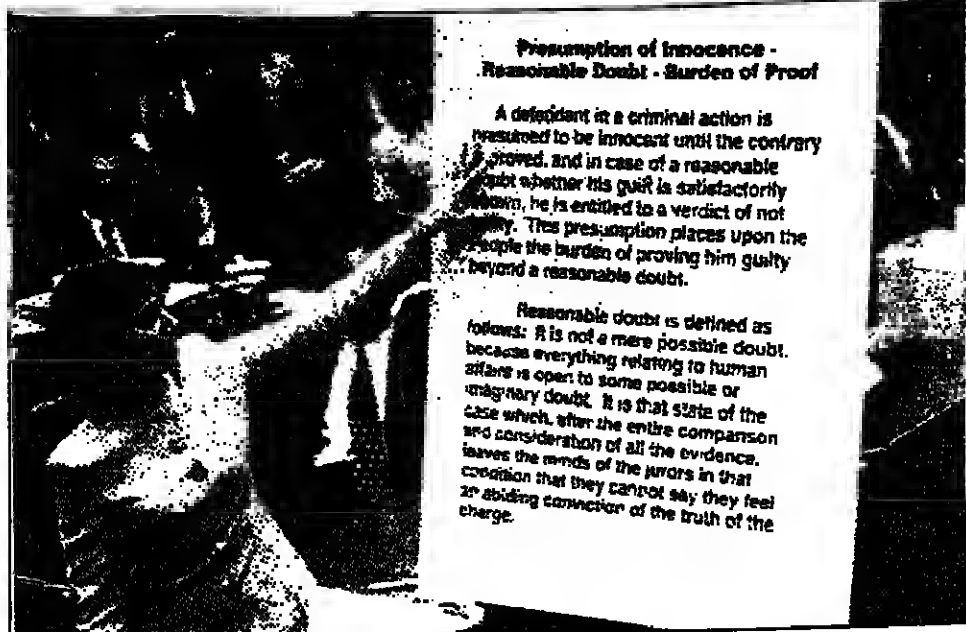 Presumption of Innocence -
Reasonable Doubt - Burden of Proof
A defendant in a criminal action is
presumed to be innocent until the contrary
is proved, and in case of a reasonable
doubt whether his guilt is satisfactorily
shown, he is entitled to a verdict of not
guilty. This presumption places upon the
People the burden of proving him guilty
beyond a reasonable doubt.
Reasonable doubt is defined as
follows: It is not a mere possible doubt,
because everything relating to human
affairs is open to some possible or
imaginary doubt. It is that state of the
case which, after the entire comparison
and consideration of all the evidence,
leaves the minds of the jurors in that
condition that they cannot say they feel
an abiding conviction of the truth of the
charge.